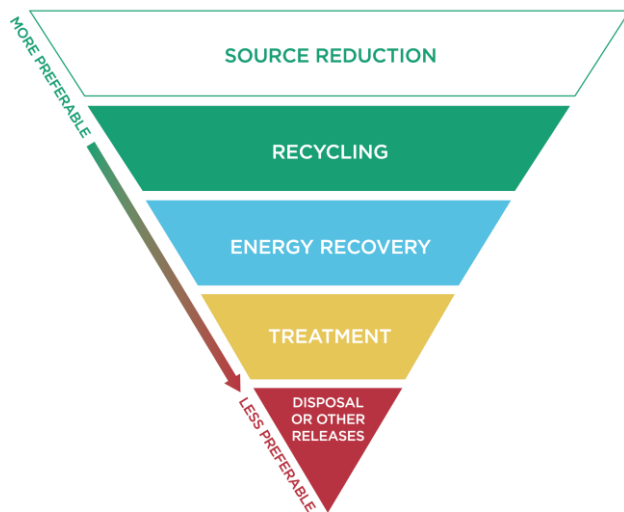 MORE PREFERABLE
SOURCE REDUCTION
RECYCLING
ENERGY RECOVERY
TREATMENT
DISPOSAL
OR OTHER
RELEASES
LESS PREFERABLE